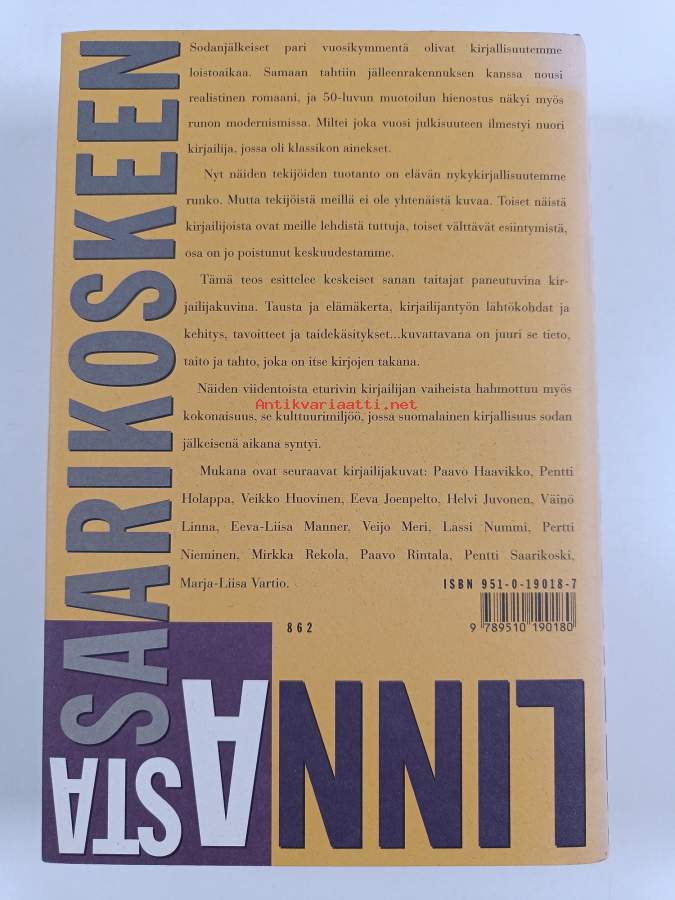 Sodanjälkeiset pari vuosikymmentä olivat kirjallisuutemme
loistoaikaa. Samaan tahtiin jälleenrakennuksen kanssa nousi
realistinen romaani, ja 50-luvun muotoilun hienostus näkyi myös
runon modernismissa. Miltei joka vuosi julkisuuteen ilmestyi nuori
kirjailija, jossa oli klassikon ainekset.
Nyt näiden tekijöiden tuotanto on elävän nykykirjallisuutemme
runko. Mutta tekijöistä meillä ei ole yhtenäistä kuvaa. Toiset näistä
kirjailijoista ovat meille lehdistä tuttuja, toiset välttävät esiintymistä,
osa on jo poistunut keskuudestamme.
Tämä teos esittelee keskeiset sanan taitajat paneutuvina kir-
jailijakuvina. Tausta ja elämäkerta, kirjailijantyön lähtökohdat ja
kehitys, tavoitteet ja taidekäsitykset...kuvattavana on juuri se tieto,
taito ja tahto, joka on itse kirjojen takana.
Näiden viidentoista eturivin kirjailijan vaiheista hahmottuu myös
Antikvariaatti.net
kokonaisuus, se kulttuurimiljöö, jossa suomalainen kirjallisuus sodan
jälkeisenä aikana syntyi.
Mukana ovat seuraavat kirjailijakuvat: Paavo Haavikko, Pentti
Holappa, Veikko Huovinen, Eeva Joenpelto, Helvi Juvonen, Väinö
Linna, Eeva-Liisa Manner, Veijo Meri, Lassi Nummi, Pertti
Nieminen, Mirkka Rekola, Paavo Rintala, Pentti Saarikoski,
Marja-Liisa Vartio.
ISBN 951-0-19018-7
862
9 789510 190180
LINNA
ASTA
SAARIKOSKEEN